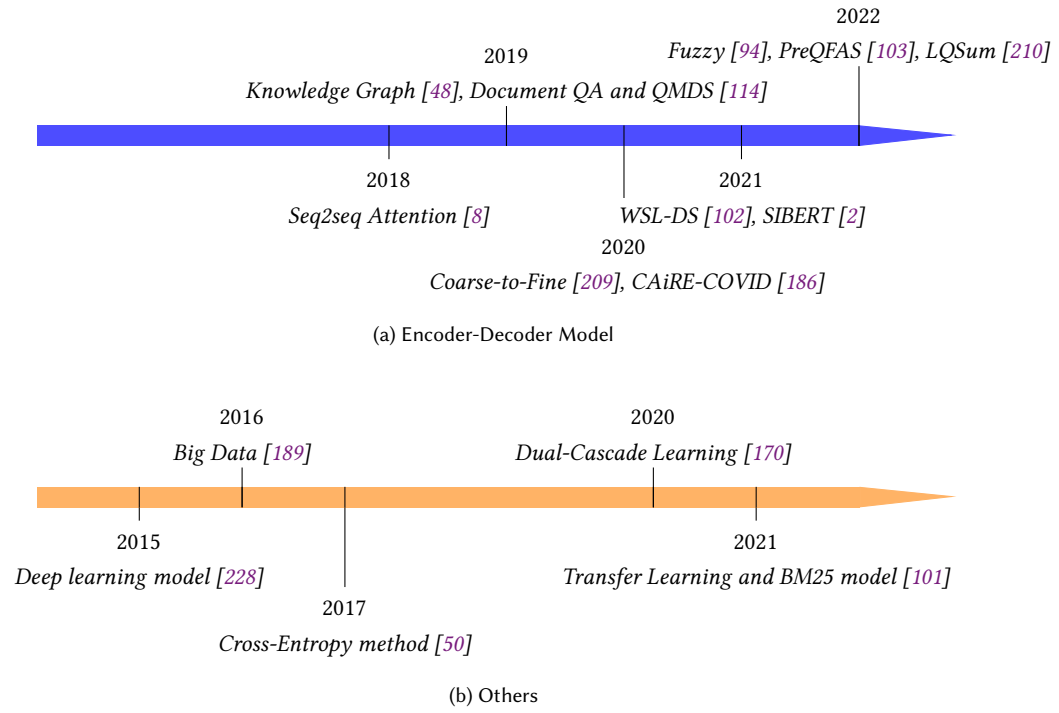 2022
Fuzzy [94], PreQFAS [103], LQSum [210]
2019
Knowledge Graph [48], Document QA and QMDS [114]
2018
Seq2seq Attention [8]
2021
WSL-DS [102], SIBERT [2]
2020
Coarse-to-Fine [209], CAiRE-COVID [186]
(a) Encoder-Decoder Model
2016
Big Data [189]
2020
Dual-Cascade Learning [170]
2015
Deep learning model [228]
2021
Transfer Learning and BM25 model [101]
2017
Cross-Entropy method [50]
(b) Others